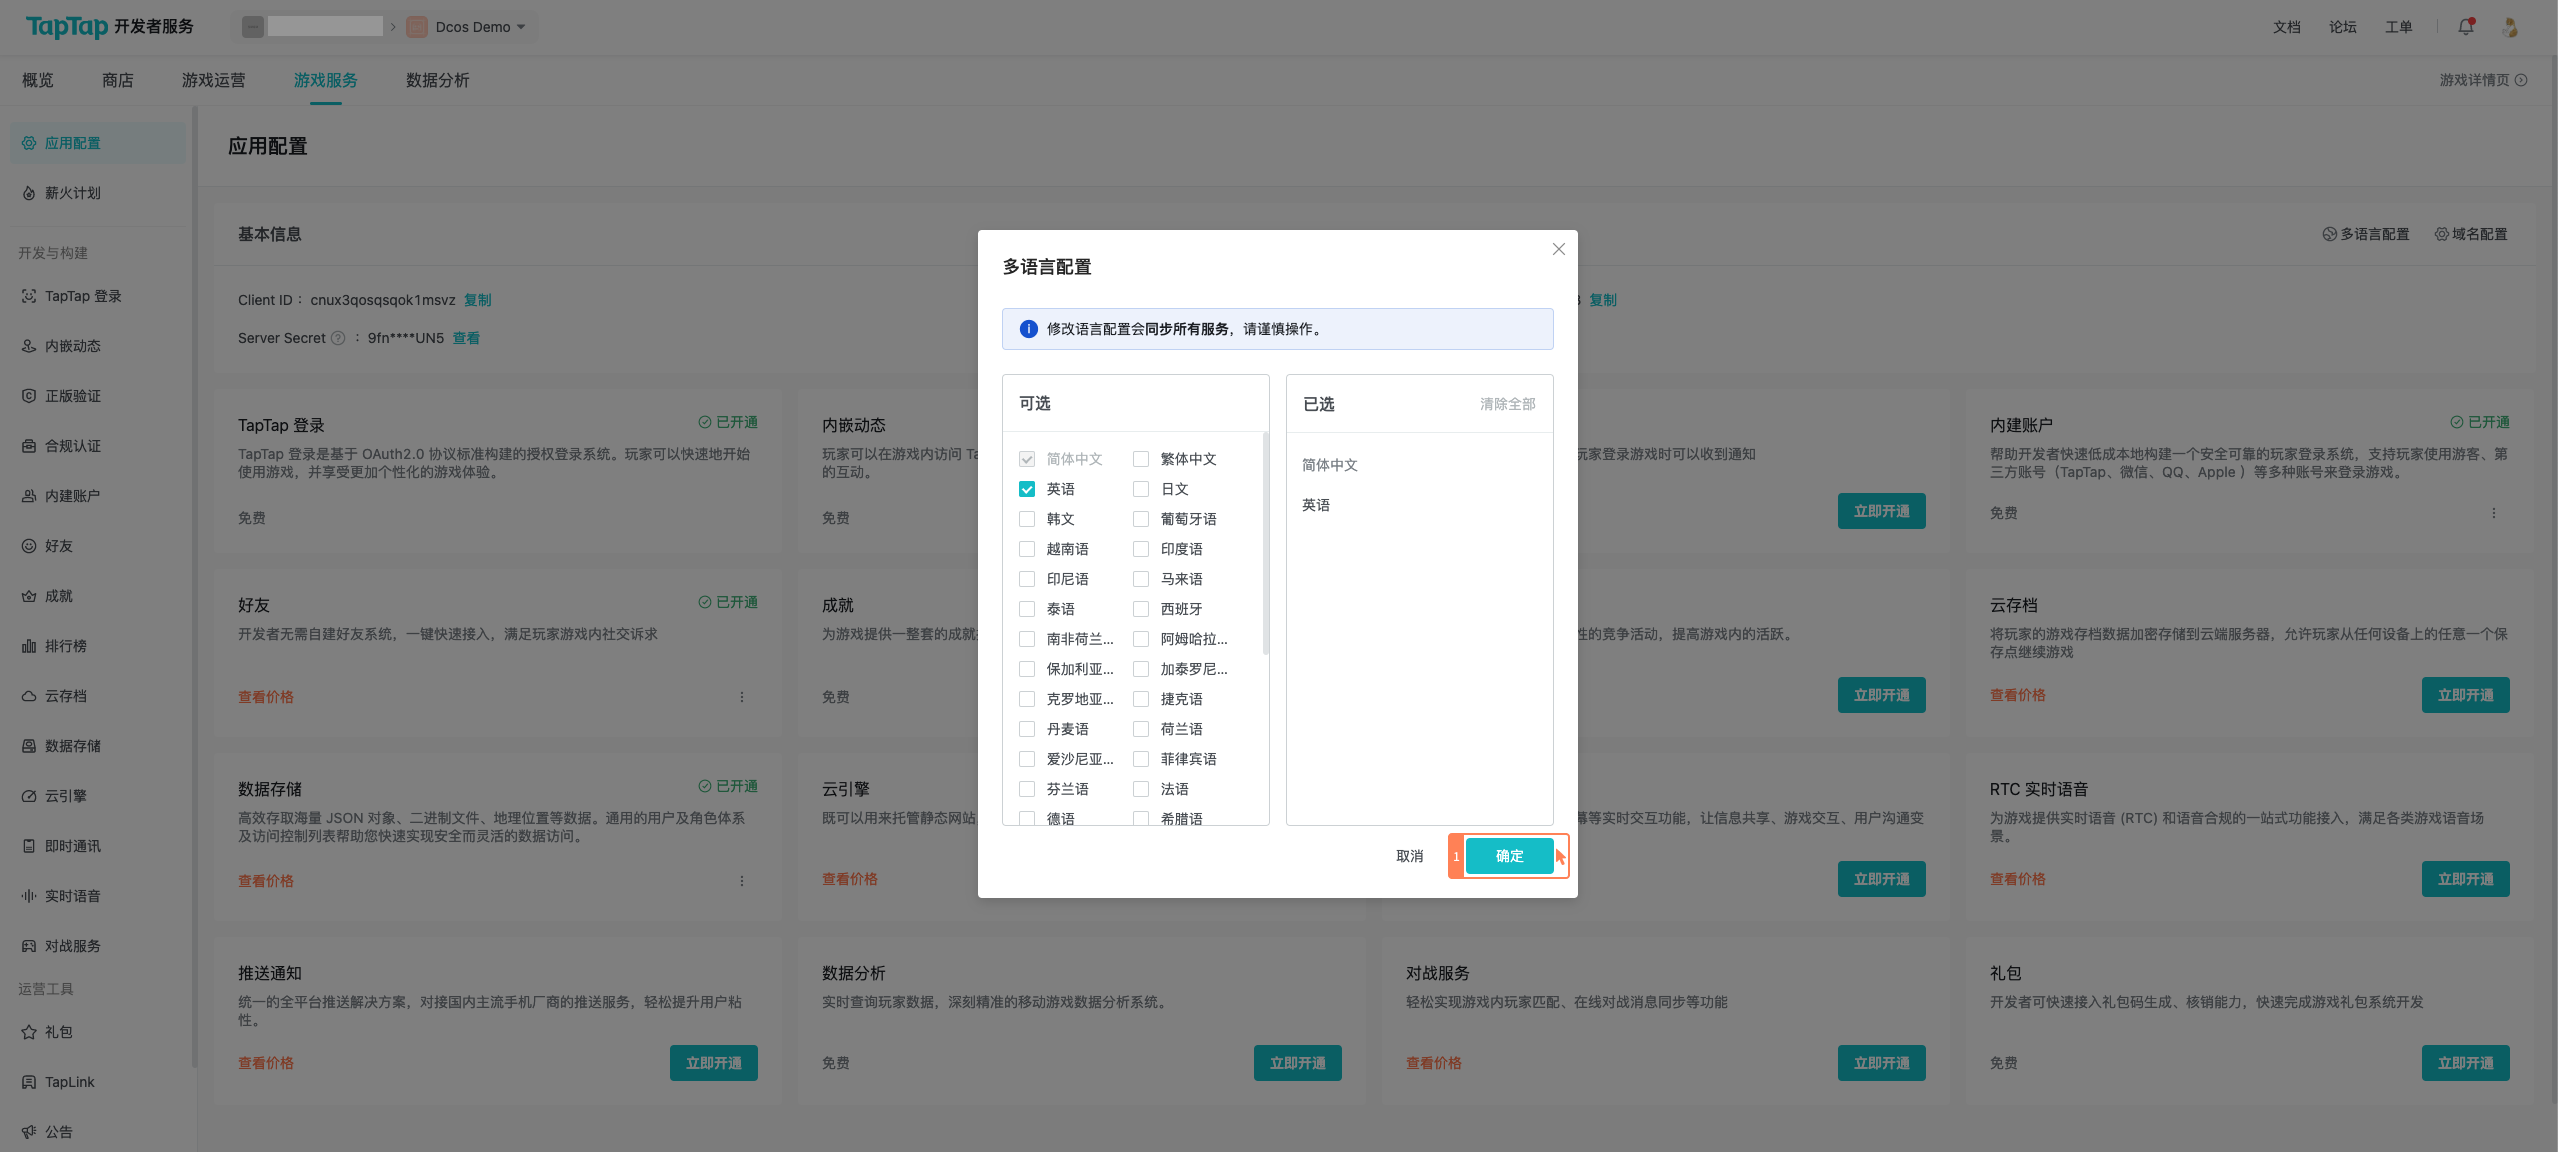 TapTap 开发者服务
Dcos Demo
文档 论坛 工单
概览 商店 游戏运营 游戏服务 数据分析 游戏详情页
应用配置
薪火计划
开发与构建
TapTap 登录
内嵌动态
正版验证
合规认证
内建账户
好友
成就
排行榜
云存档
数据存储
云引擎
即时通讯
实时语音
对战服务
运营工具
礼包
TapLink
公告
应用配置
基本信息 多语言配置 域名配置
Client ID： cnux3qosqsqok1msvz 复制 复制
Server Secret ： 9fn****UN5 查看
TapTap 登录 已开通
TapTap 登录是基于 OAuth2.0 协议标准构建的授权登录系统。玩家可以快速地开始
使用游戏，并享受更加个性化的游戏体验。
免费
内嵌动态
玩家可以在游戏内访问
的互动。
免费
玩家登录游戏时可以收到通知
立即开通
内建账户 已开通
帮助开发者快速低成本地构建一个安全可靠的玩家登录系统，支持玩家使用游客、第
三方账号（TapTap、微信、QQ、Apple ）等多种账号来登录游戏。
免费
好友 已开通
开发者无需自建好友系统，一键快速接入，满足玩家游戏内社交诉求
查看价格
成就
为游戏提供一整套的成就
免费
性的竞争活动，提高游戏内的活跃。
立即开通
云存档
将玩家的游戏存档数据加密存储到云端服务器，允许玩家从任何设备上的任意一个保
存点继续游戏
查看价格 立即开通
数据存储 已开通
高效存取海量 JSON 对象、二进制文件、地理位置等数据。通用的用户及角色体系
及访问控制列表帮助您快速实现安全而灵活的数据访问。
查看价格
云引擎
既可以用来托管静态网站
查看价格
幕等实时交互功能，让信息共享、游戏交互、用户沟通变
立即开通
RTC 实时语音
为游戏提供实时语音 (RTC) 和语音合规的一站式功能接入，满足各类游戏语音场
景。
查看价格 立即开通
推送通知
统一的全平台推送解决方案，对接国内主流手机厂商的推送服务，轻松提升用户粘
性。
查看价格 立即开通
数据分析
实时查询玩家数据，深刻精准的移动游戏数据分析系统。
免费 立即开通
对战服务
轻松实现游戏内玩家匹配、在线对战消息同步等功能
查看价格 立即开通
礼包
开发者可快速接入礼包码生成、核销能力，快速完成游戏礼包系统开发
免费 立即开通
多语言配置
修改语言配置会同步所有服务，请谨慎操作。
可选
简体中文 繁体中文
英语 日文
韩文 葡萄牙语
越南语 印度语
印尼语 马来语
泰语 西班牙
南非荷兰... 阿姆哈拉...
保加利亚... 加泰罗尼...
克罗地亚... 捷克语
丹麦语 荷兰语
爱沙尼亚... 菲律宾语
芬兰语 法语
德语 希腊语
已选 清除全部
简体中文
英语
取消 1 确定